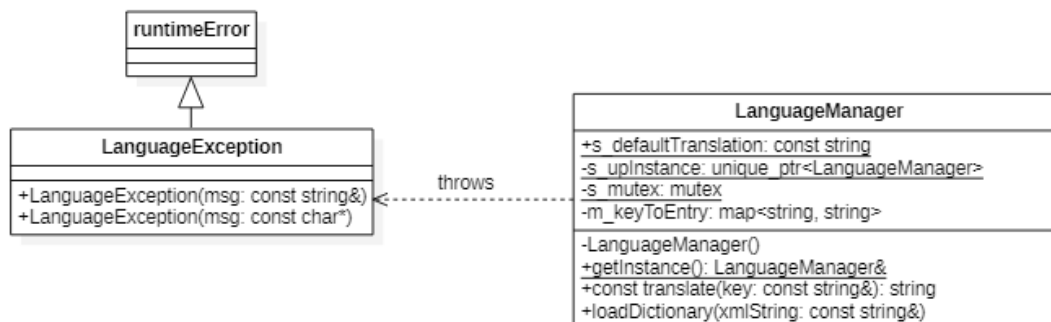 runtimeError
LanguageException
+LanguageException(msg: const string&)
+LanguageException(msg: const char*)
throws
LanguageManager
+s_defaultTranslation: const string
-s_upInstance: unique_ptr<LanguageManager>
-s_mutex: mutex
-m_keyToEntry: map<string, string>
-LanguageManager()
+getInstance(): LanguageManager&
+const translate(key: const string&): string
+loadDictionary(xmlString: const string&)